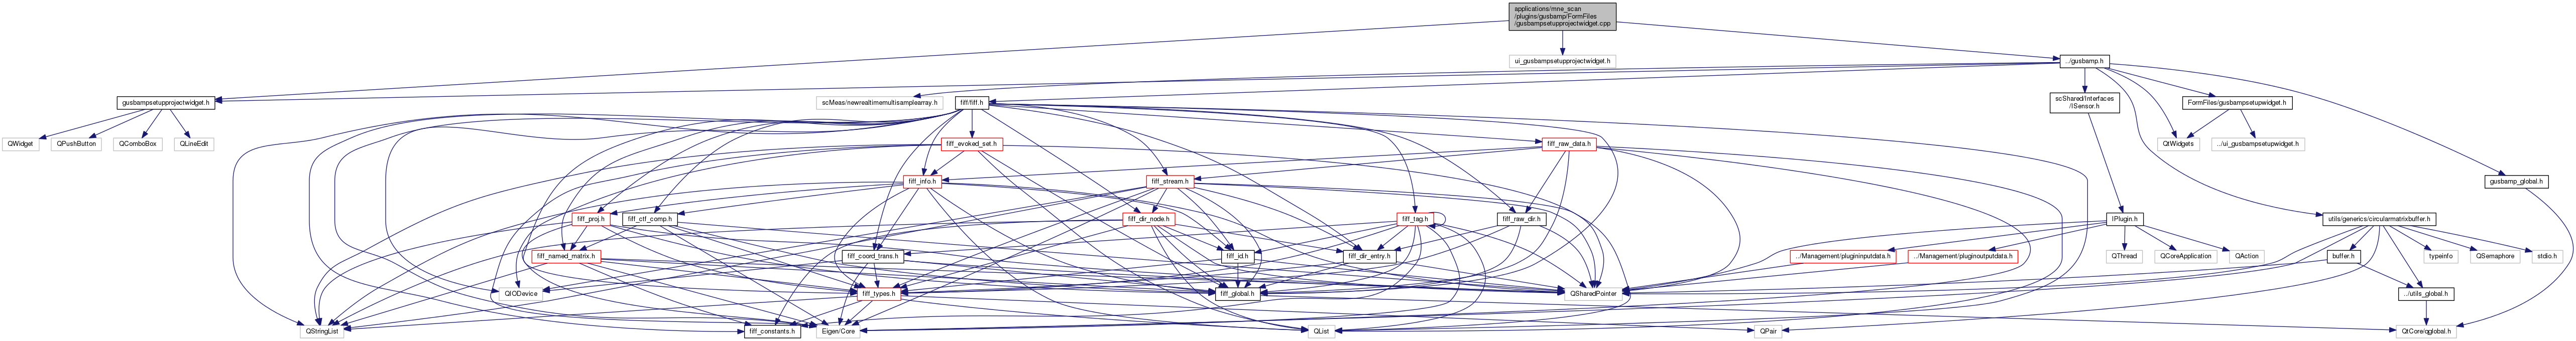 applications/mne_scan
/plugins/gusbamp/FormFiles
/gusbampsetupprojectwidget.cpp
ui_gusbampsetupprojectwidget.h
../gusbamp.h
gusbampsetupprojectwidget.h
scMeas/newrealtimemultisamplearray.h
fiff/fiff.h
scShared/Interfaces
/ISensor.h
FormFiles/gusbampsetupwidget.h
QWidget
QPushButton
QComboBox
QLineEdit
fiff_evoked_set.h
fiff_raw_data.h
QtWidgets
../ui_gusbampsetupwidget.h
fiff_info.h
fiff_stream.h
gusbamp_global.h
fiff_proj.h
fiff_ctf_comp.h
fiff_dir_node.h
fiff_tag.h
fiff_raw_dir.h
IPlugin.h
utils/generics/circularmatrixbuffer.h
fiff_named_matrix.h
fiff_coord_trans.h
fiff_id.h
fiff_dir_entry.h
../Management/plugininputdata.h
../Management/pluginoutputdata.h
QThread
QCoreApplication
QAction
buffer.h
typeinfo
QSemaphore
stdio.h
QIODevice
fiff_types.h
fiff_global.h
QSharedPointer
../utils_global.h
QStringList
fiff_constants.h
Eigen/Core
QList
QPair
QtCore/qglobal.h